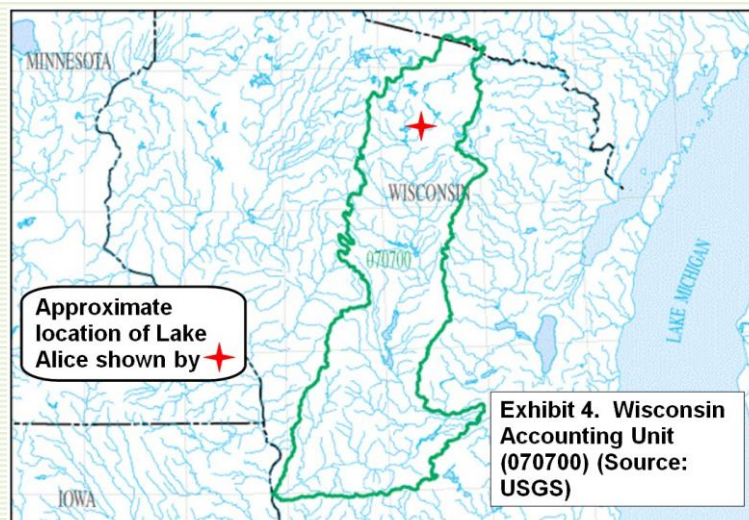 MINNESOTA
WISCONSIN
070700
LAKE MICHIGAN
Approximate
location of Lake
Alice shown by
Exhibit 4. Wisconsin
Accounting Unit
(070700) (Source:
USGS)
IOWA